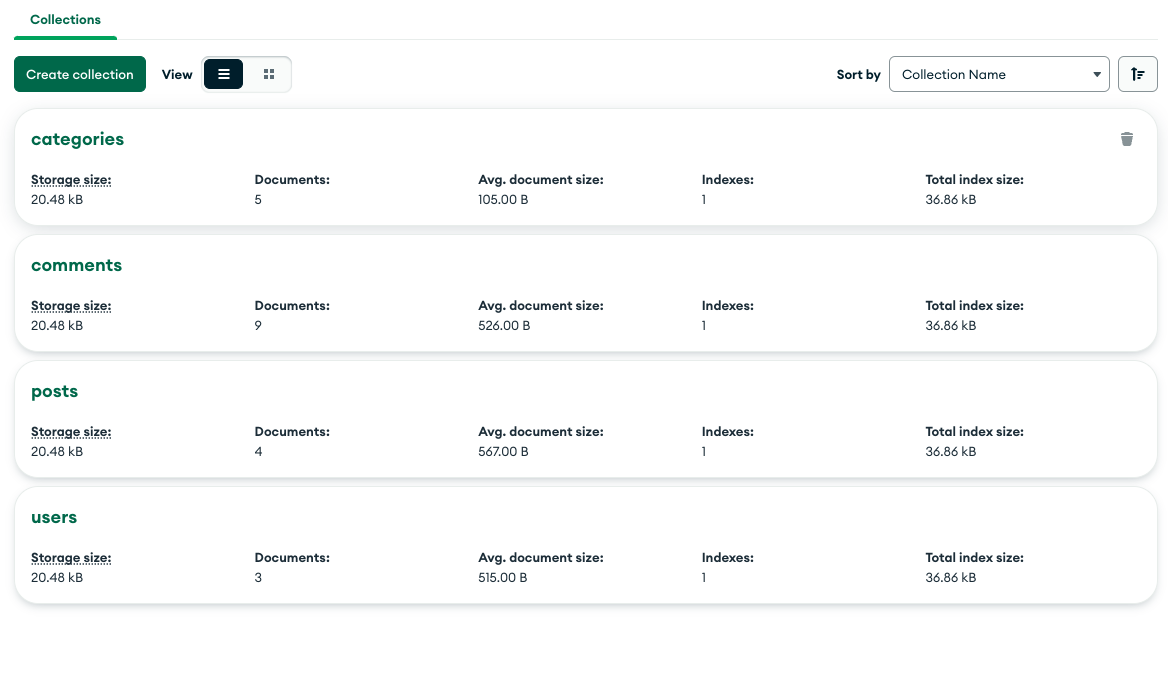 Collections
Create collection View Sort by Collection Name
categories
Storage size: Documents: Avg. document size: Indexes: Total index size:
20.48 kB 5 105.00 B 1 36.86 kB
comments
Storage size: Documents: Avg. document size: Indexes: Total index size:
20.48 kB 9 526.00 B 1 36.86 kB
posts
Storage size: Documents: Avg. document size: Indexes: Total index size:
20.48 kB 4 567.00 B 1 36.86 kB
users
Storage size: Documents: Avg. document size: Indexes: Total index size:
20.48 kB 3 515.00 B 1 36.86 kB